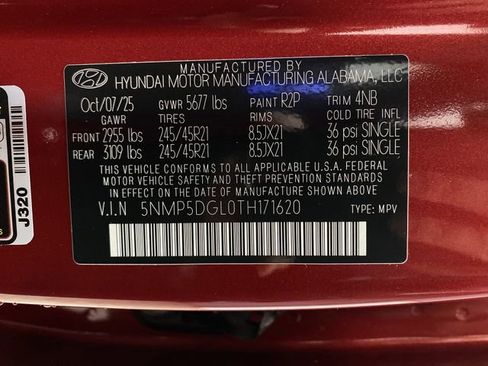 MANUFACTURED BY
HYUNDAI MOTOR MANUFACTURING ALABAMA, LLC
Oct/07/25 GVWR 5677 lbs PAINT R2P TRIM 4NB
GAWR TIRES RIMS COLD TIRE INFL
FRONT 2955 lbs 245/45R21 8.5JX21 36 psi SINGLE
REAR 3109 lbs 245/45R21 8.5JX21 36 psi SINGLE
THIS VEHICLE CONFORMS TO ALL APPLICABLE U.S.A. FEDERAL
MOTOR VEHICLE SAFETY AND THEFT PREVENTION STANDARDS IN
EFFECT ON THE DATE OF MANUFACTURE SHOWN ABOVE.
V.I.N 5NMP5DGL0TH171620 TYPE: MPV
J320